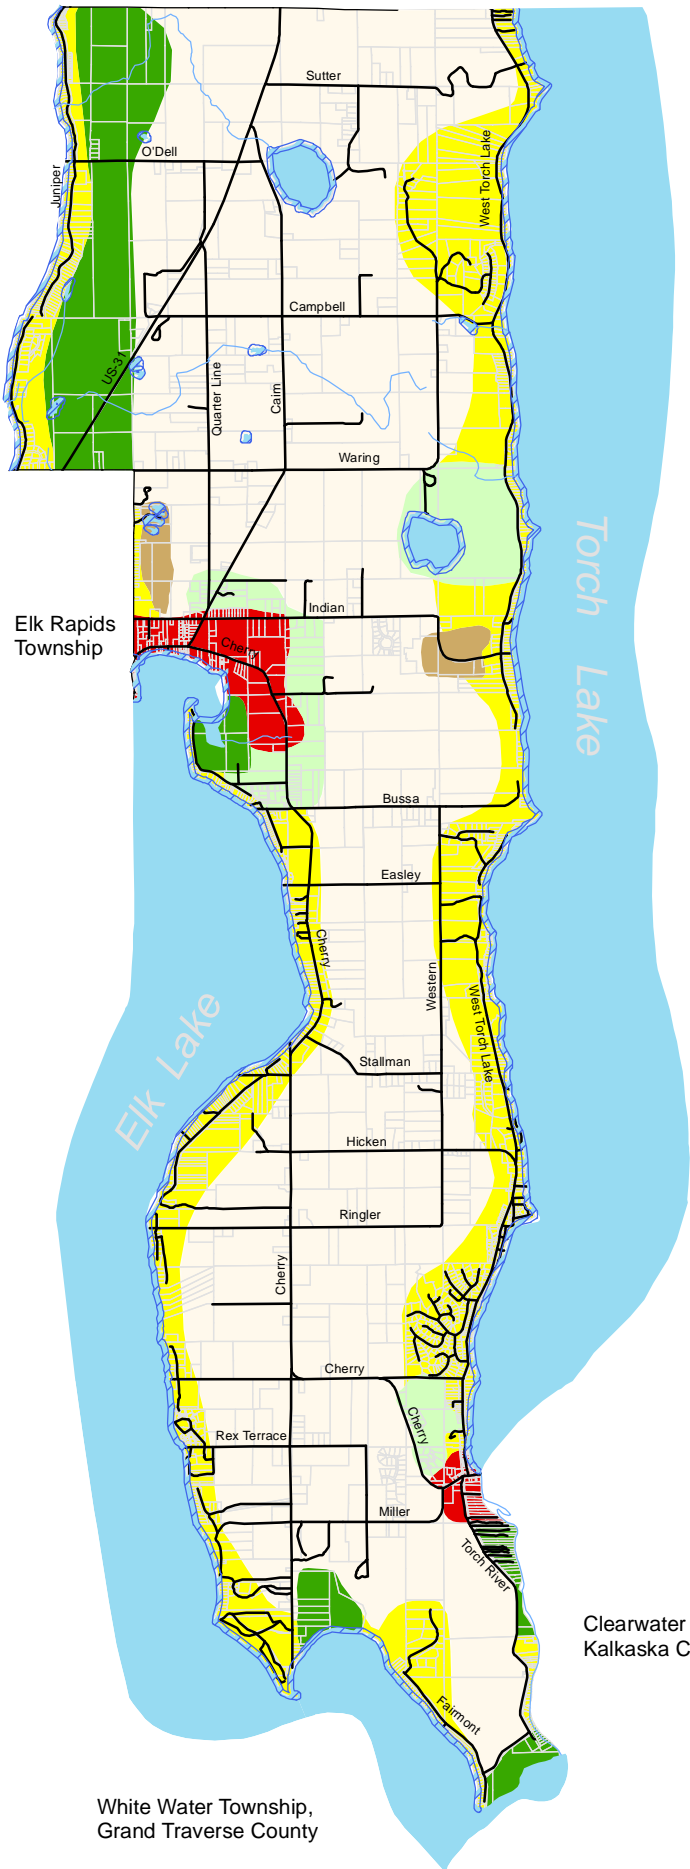 Sutter
O'Dell
Juniper
West Torch Lake
Campbell
US-31
Quarter Line
Cairn
Waring
Torch Lake
Indian
Elk Rapids
Township
Cherry
Bussa
Easley
Cherry
Western
West Torch Lake
Elk Lake
Stallman
Hicken
Ringler
Cherry
Cherry
Cherry
Rex Terrace
Miller
Torch River
Clearwater
Kalkaska C
Fairmont
White Water Township,
Grand Traverse County